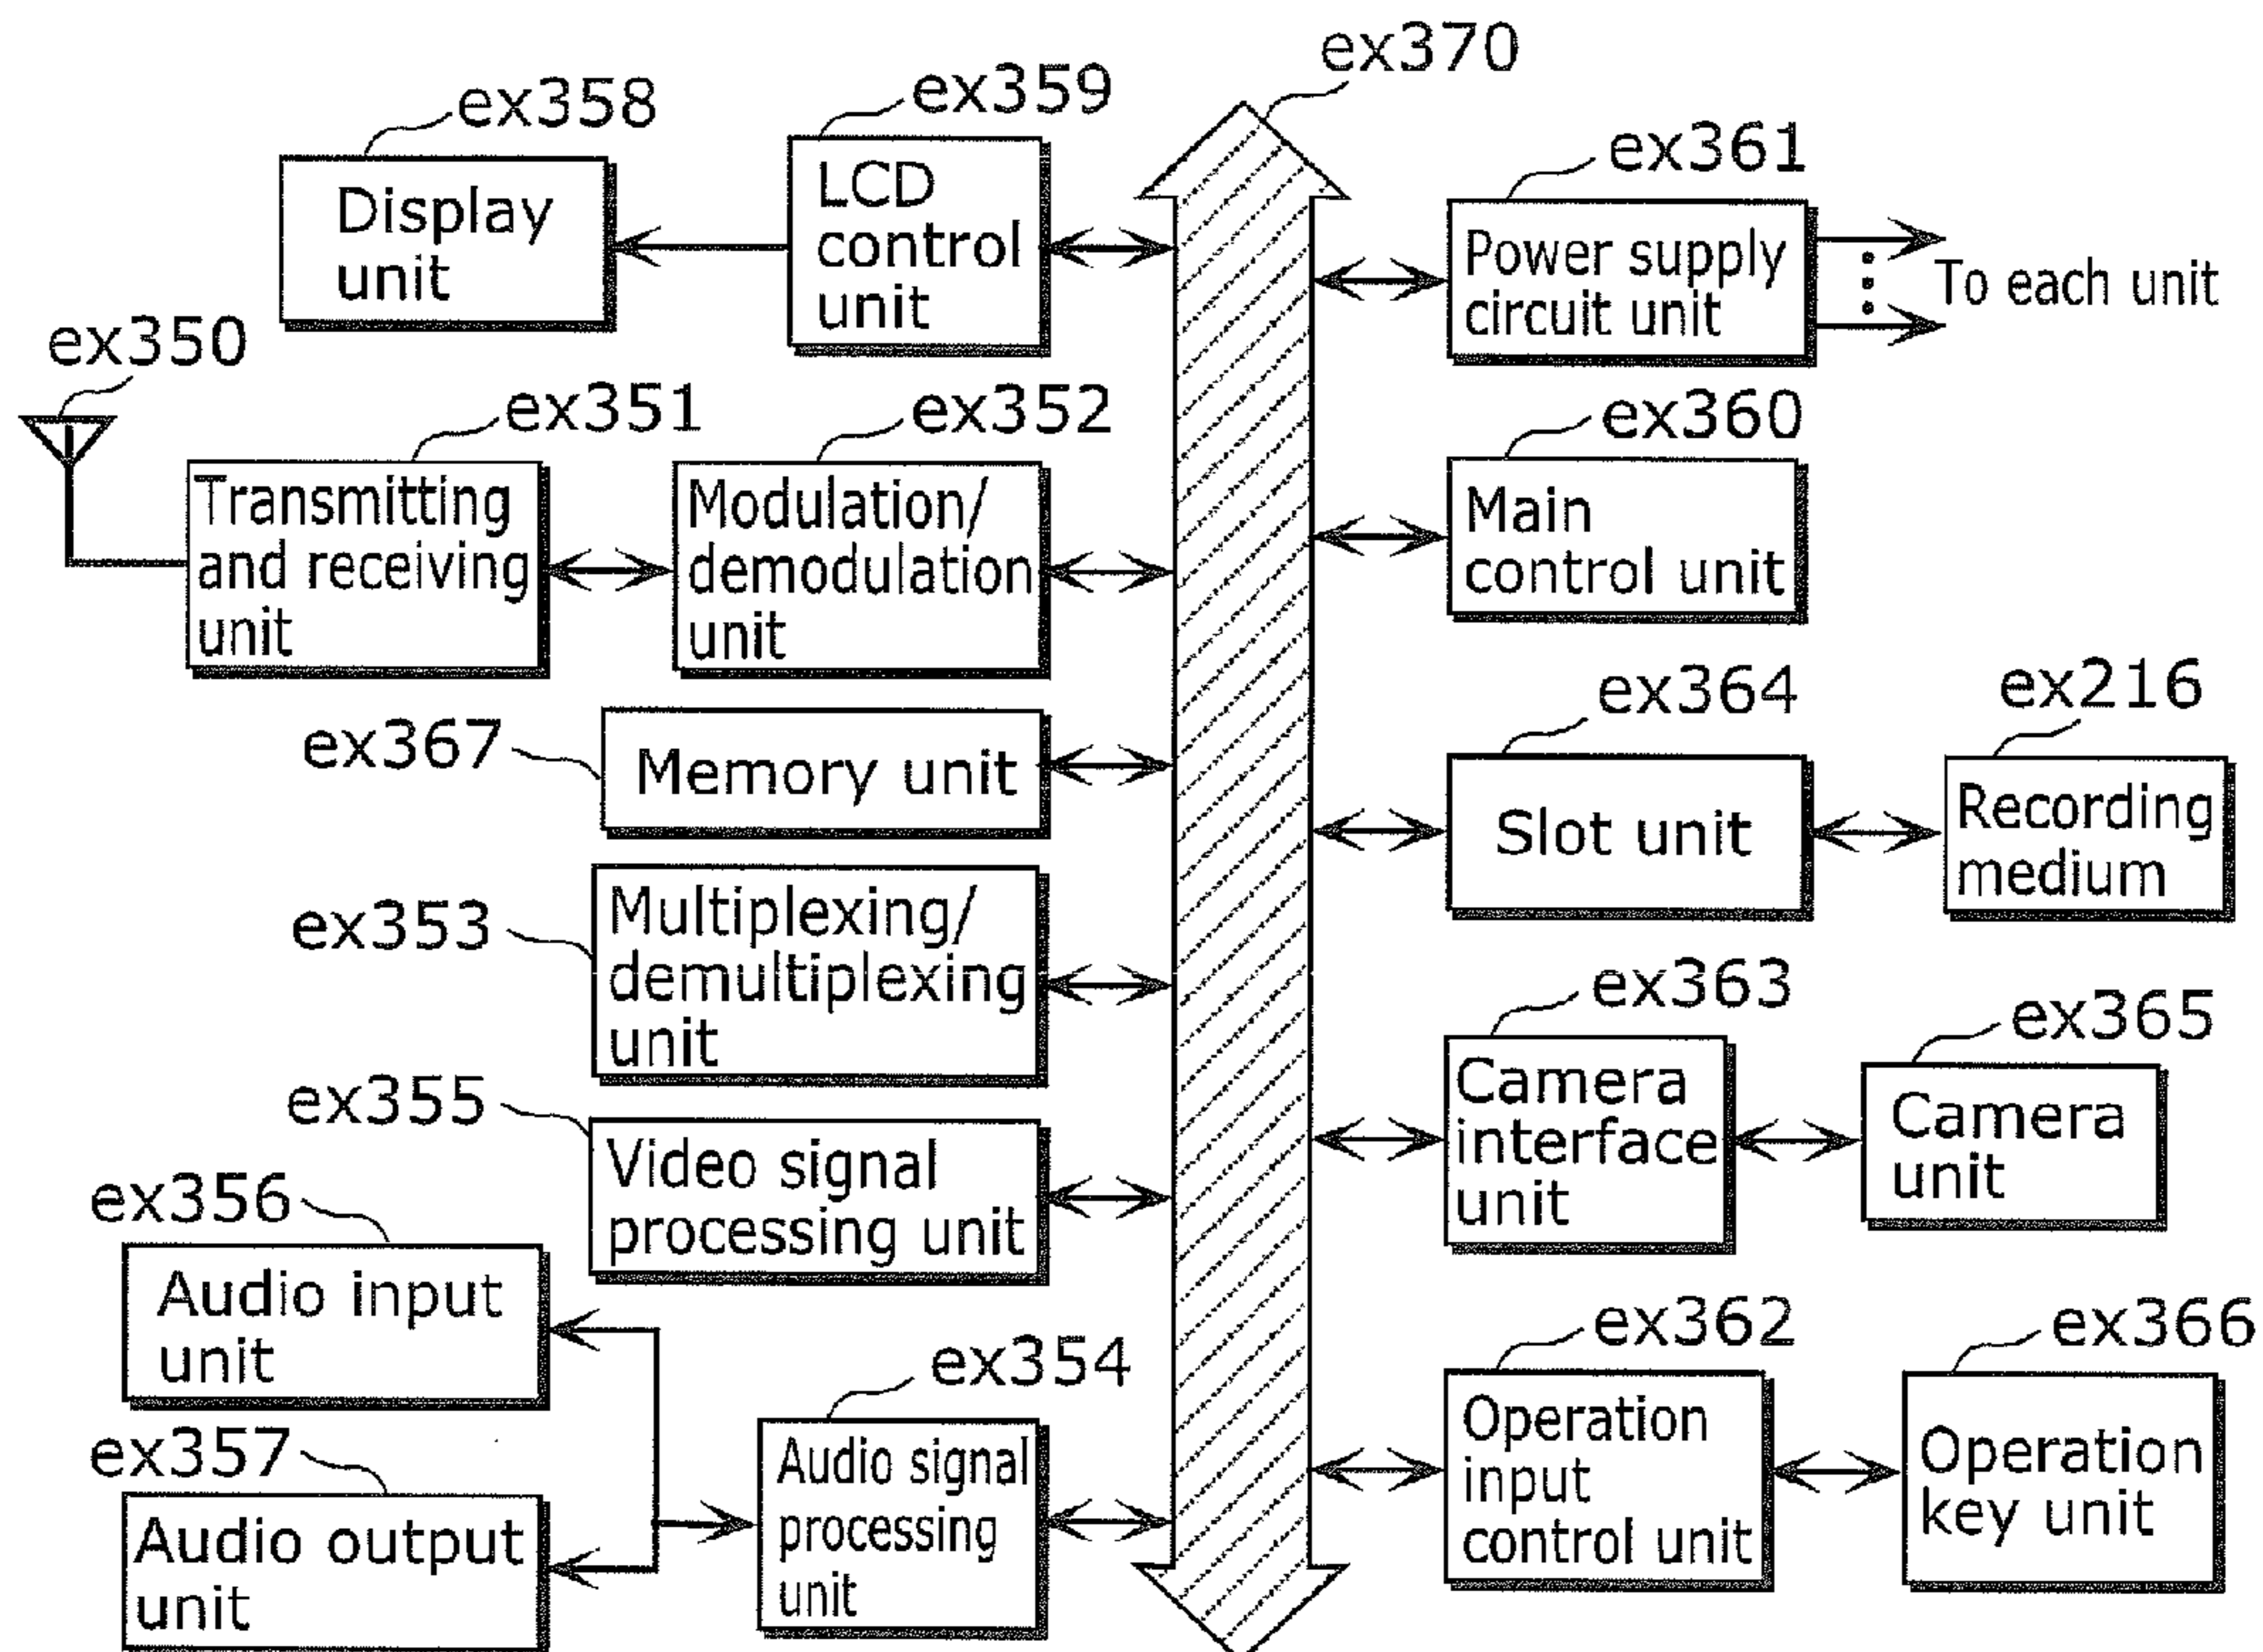 ex370
ex359
ex358
LCD
control
unit
Display
unit
ex361
Power supply
circuit unit
To each unit
ex350
ex351
ex352
Transmitting
and receiving
unit
Modulation/
demodulation
unit
ex360
Main
control unit
ex367
Memory unit
ex364
Slot unit
ex216
Recording
medium
ex353
Multiplexing/
demultiplexing
unit
ex363
Camera
interface
unit
ex365
Camera
unit
ex355
Video signal
processing unit
ex356
Audio input
unit
ex357
Audio output
unit
ex354
Audio signal
processing
unit
ex362
Operation
input
control unit
ex366
Operation
key unit